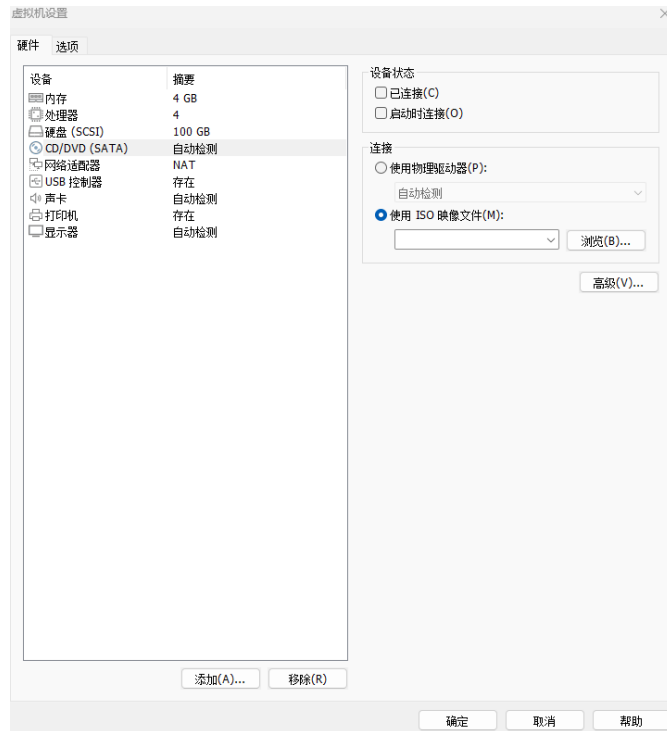 虚拟机设置
硬件 选项
设备 摘要
内存 4 GB
处理器 4
硬盘 (SCSI) 100 GB
CD/DVD (SATA) 自动检测
网络适配器 NAT
USB 控制器 存在
声卡 自动检测
打印机 存在
显示器 自动检测
添加(A)... 移除(R)
设备状态
已连接(C)
启动时连接(O)
连接
使用物理驱动器(P):
自动检测
使用 ISO 映像文件(M):
浏览(B)...
高级(V)...
确定 取消 帮助